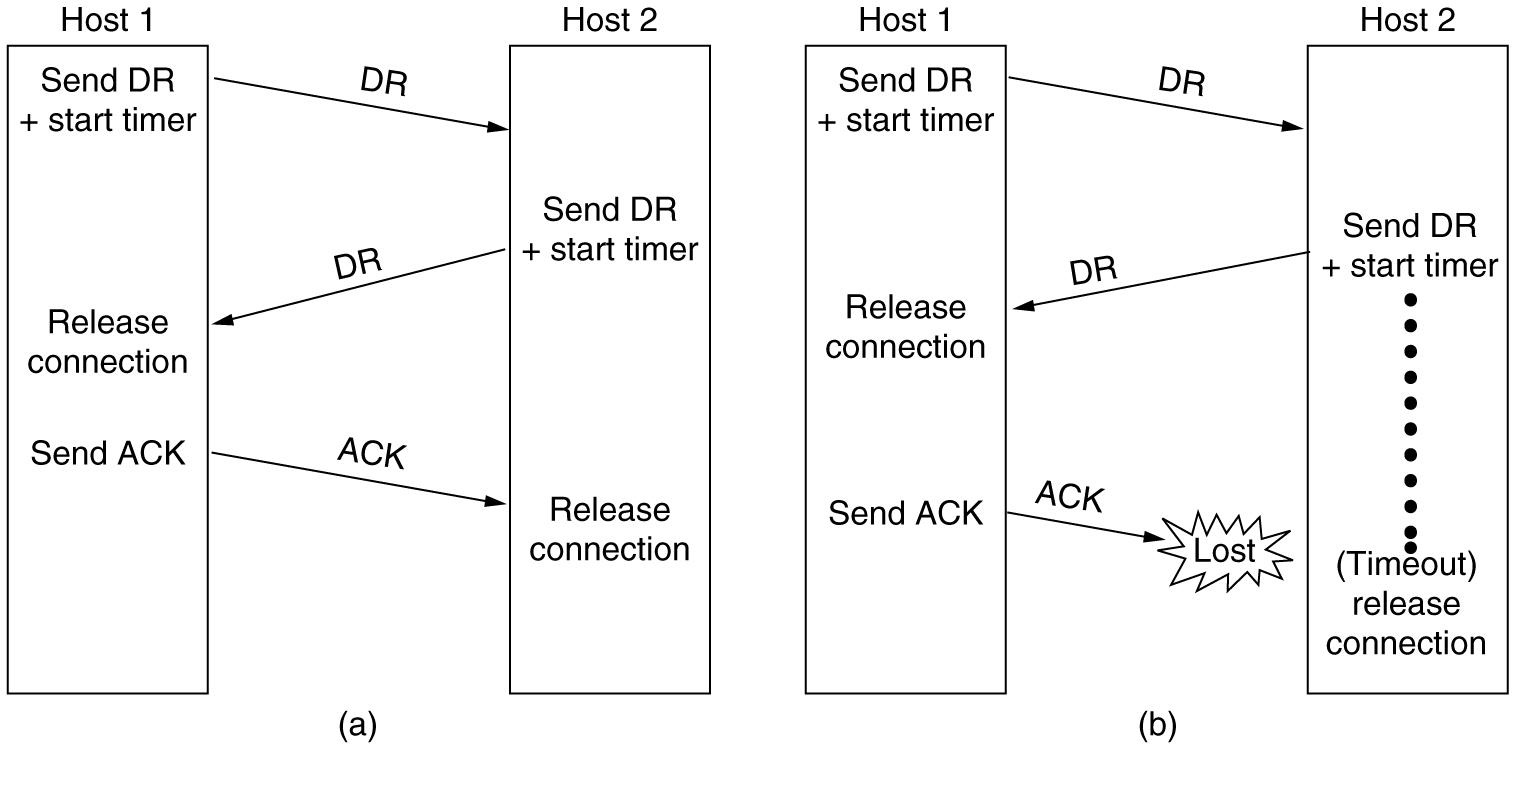 Host 1
Host 2
Send DR
+ start timer
DR
Send DR
+ start timer
DR
Release
connection
Send ACK
ACK
Release
connection
(a)
Host 1
Host 2
Send DR
+ start timer
DR
Send DR
+ start timer
DR
Release
connection
Send ACK
ACK
Lost
(Timeout)
release
connection
(b)